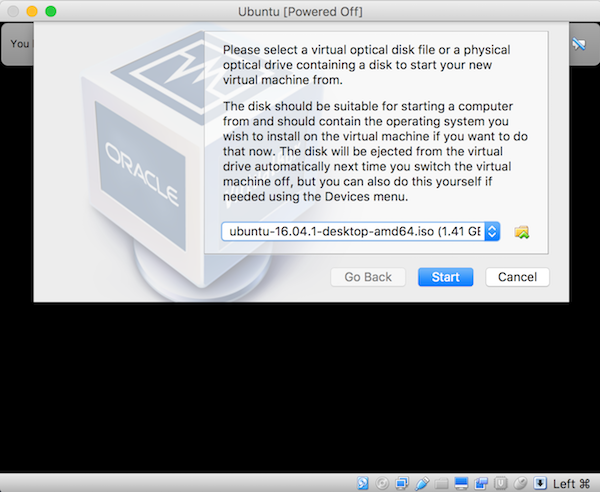 Ubuntu [Powered Off]
You
Please select a virtual optical disk file or a physical
optical drive containing a disk to start your new
virtual machine from.
The disk should be suitable for starting a computer
from and should contain the operating system you
wish to install on the virtual machine if you want to do
that now. The disk will be ejected from the virtual
drive automatically next time you switch the virtual
machine off, but you can also do this yourself if
needed using the Devices menu.
ORACLE
ubuntu-16.04.1-desktop-amd64.iso (1.41 GB
Go Back
Start
Cancel
Left ⌘